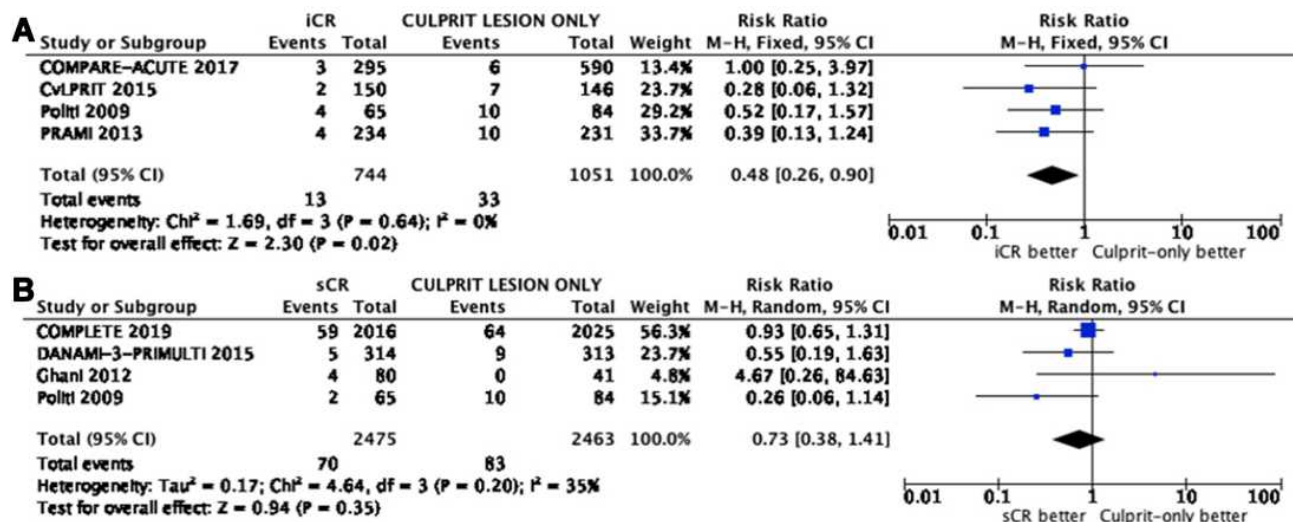 A
iCR CULPRIT LESION ONLY Risk Ratio Risk Ratio
Study or Subgroup Events Total Events Total Weight M-H, Fixed, 95% CI M-H, Fixed, 95% CI
COMPARE-ACUTE 2017 3 295 6 590 13.4% 1.00 [0.25, 3.97]
CvLPRIT 2015 2 150 7 146 23.7% 0.28 [0.06, 1.32]
Politi 2009 4 65 10 84 29.2% 0.52 [0.17, 1.57]
PRAMI 2013 4 234 10 231 33.7% 0.39 [0.13, 1.24]
Total (95% CI) 744 1051 100.0% 0.48 [0.26, 0.90]
Total events 13 33
Heterogeneity: Chi² = 1.69, df = 3 (P = 0.64); I² = 0%
Test for overall effect: Z = 2.30 (P = 0.02)
0.01 0.1 1 10 100
iCR better Culprit-only better
B
sCR CULPRIT LESION ONLY Risk Ratio Risk Ratio
Study or Subgroup Events Total Events Total Weight M-H, Random, 95% CI M-H, Random, 95% CI
COMPLETE 2019 59 2016 64 2025 56.3% 0.93 [0.65, 1.31]
DANAMI-3-PRIMULTI 2015 5 314 9 313 23.7% 0.55 [0.19, 1.63]
Ghani 2012 4 80 0 41 4.8% 4.67 [0.26, 84.63]
Politi 2009 2 65 10 84 15.1% 0.26 [0.06, 1.14]
Total (95% CI) 2475 2463 100.0% 0.73 [0.38, 1.41]
Total events 70 83
Heterogeneity: Tau² = 0.17; Chi² = 4.64, df = 3 (P = 0.20); I² = 35%
Test for overall effect: Z = 0.94 (P = 0.35)
0.01 0.1 1 10 100
sCR better Culprit-only better